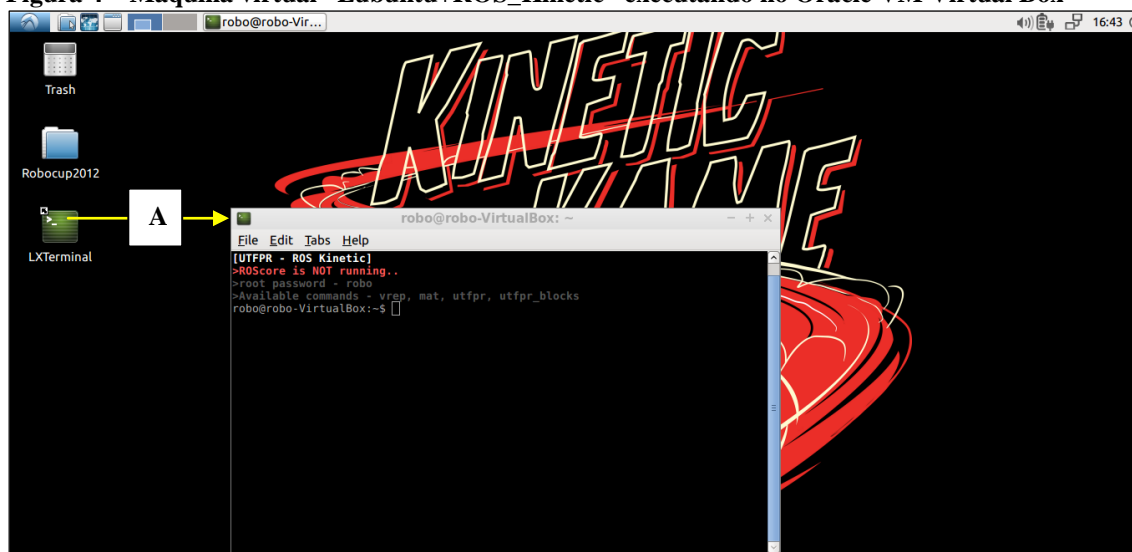 Figura 4 – Máquina virtual "LuBuntu+ROS_Kinetic" executando no Oracle VM Virtual Box
robo@robo-Vir...
16:43
KINETIC
KAME
Trash
Robocup2012
LXTerminal
A
robo@robo-VirtualBox: ~
File Edit Tabs Help
[UTFPR - ROS Kinetic]
>ROScore is NOT running..
>root password - robo
>Available commands - vrep, mat, utfpr, utfpr_blocks
robo@robo-VirtualBox:~$